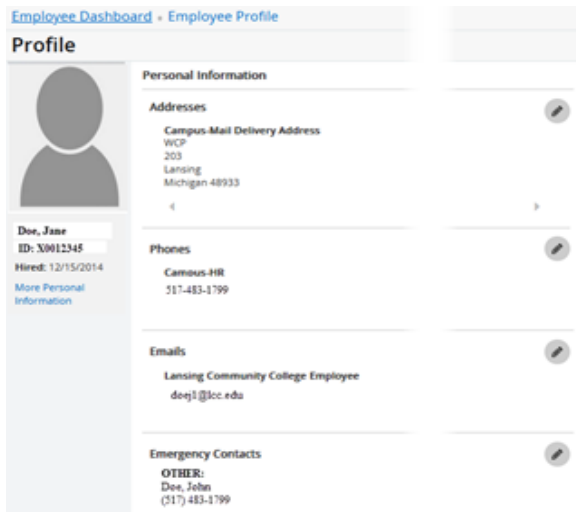 Employee Dashboard • Employee Profile
Profile
Doe, Jane
ID: X0012345
Hired: 12/15/2014
More Personal
Information
Personal Information
Addresses
Campus-Mail Delivery Address
WCP
203
Lansing
Michigan 48933
Phones
Campus-HR
517-483-1799
Emails
Lansing Community College Employee
doej1@lcc.edu
Emergency Contacts
OTHER:
Doe, John
(517) 483-1799